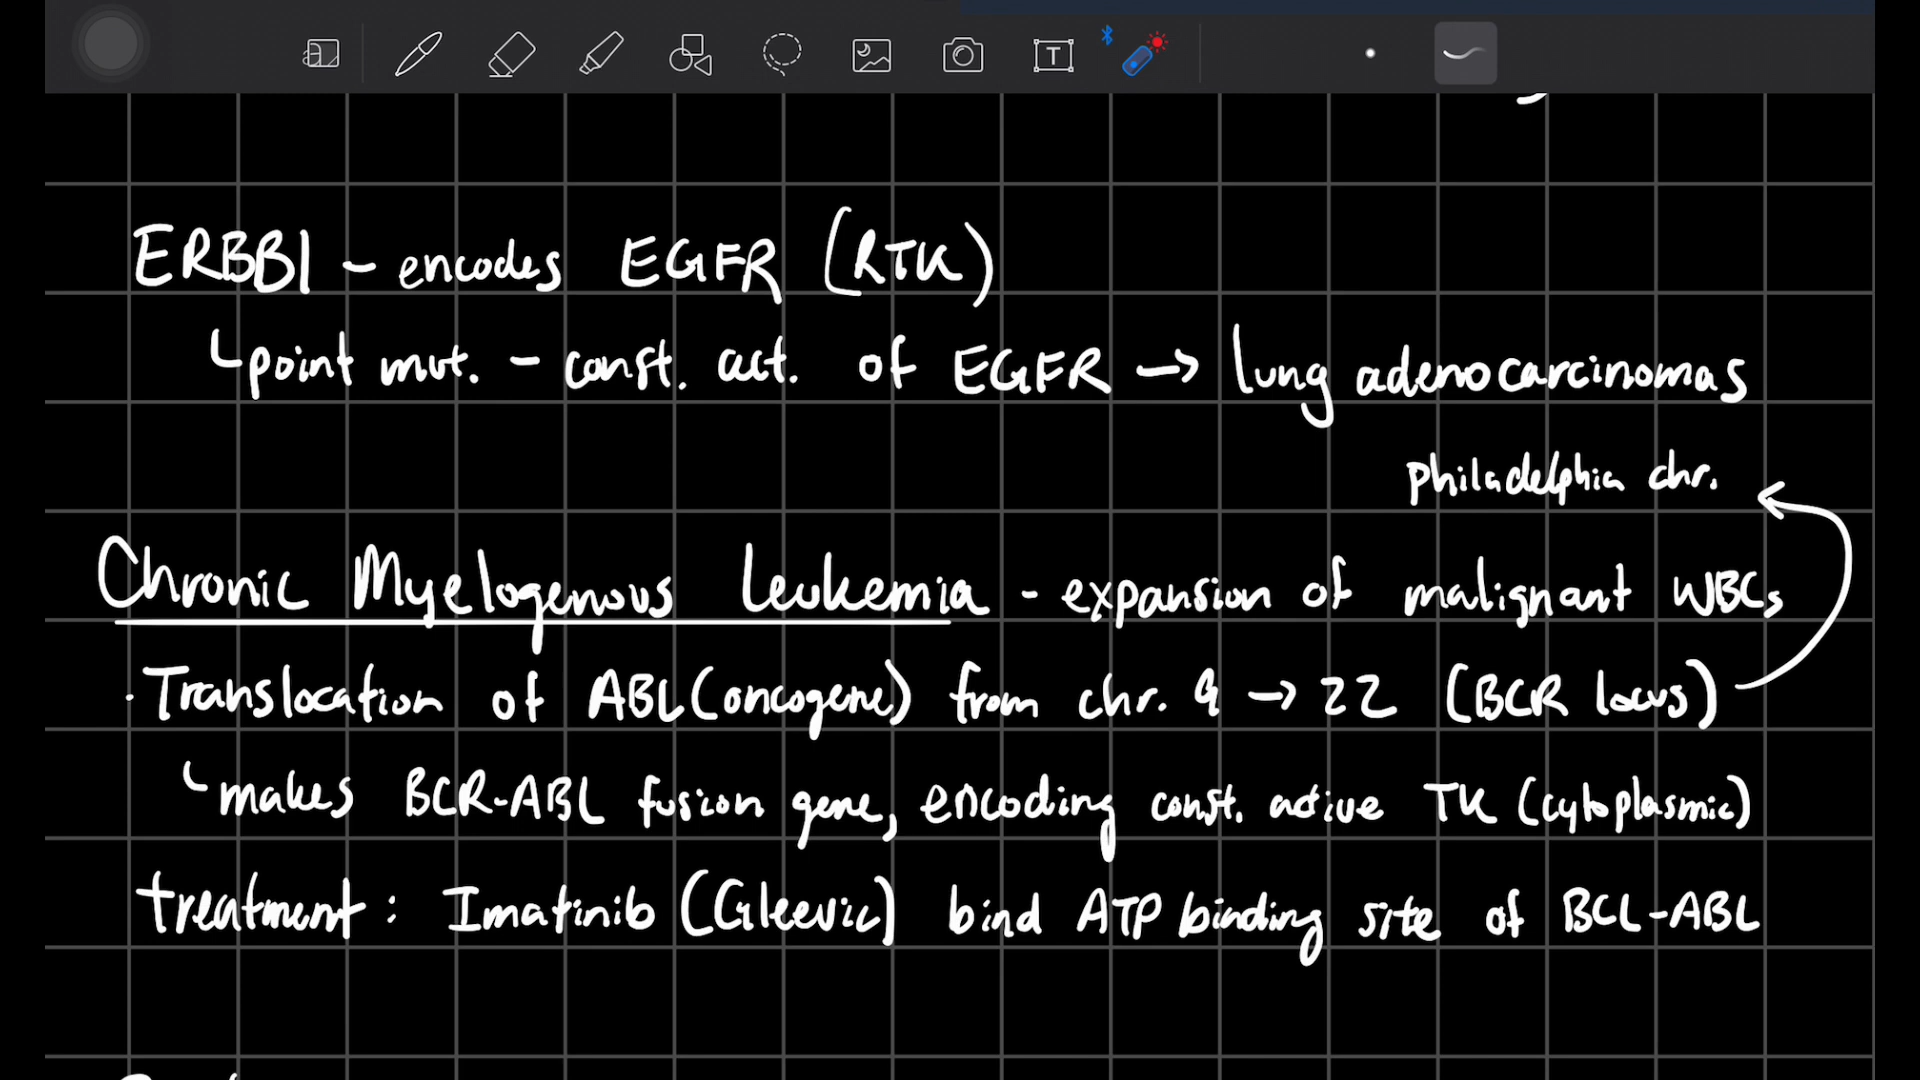 ERBB1 - encodes EGFR (RTK)
point mut. - const. act. of EGFR → lung adenocarcinomas
philadelphia chr.
Chronic Myelogenous Leukemia - expansion of malignant WBCs
· Translocation of ABL (oncogene) from chr. 9 → 22 (BCR locus)
makes BCR-ABL fusion gene, encoding const. active TK (cytoplasmic)
treatment: Imatinib (Gleevic) bind ATP binding site of BCL-ABL